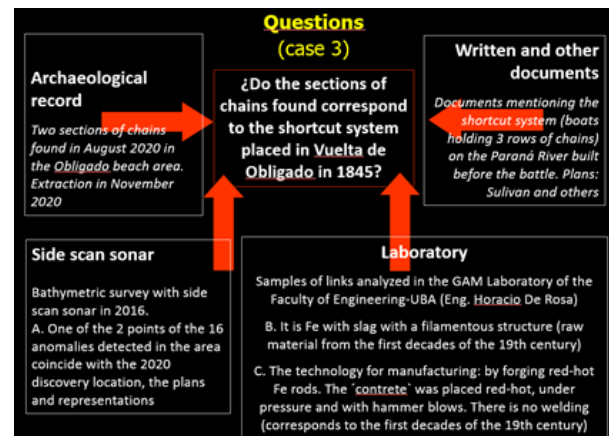 Questions
(case 3)
Archaeological
record
Two sections of chains
found in August 2020 in
the Obligado beach area.
Extraction in November
2020
¿Do the sections of
chains found correspond
to the shortcut system
placed in Vuelta de
Obligado in 1845?
Written and other
documents
Documents mentioning the
shortcut system (boats
holding 3 rows of chains)
on the Paraná River built
before the battle. Plans:
Sulivan and others
Side scan sonar
Bathymetric survey with side
scan sonar in 2016.
A. One of the 2 points of the 16
anomalies detected in the area
coincide with the 2020
discovery location, the plans
and representations
Laboratory
Samples of links analyzed in the GAM Laboratory of the
Faculty of Engineering-UBA (Eng. Horacio De Rosa)
B. It is Fe with slag with a filamentous structure (raw
material from the first decades of the 19th century)
C. The technology for manufacturing: by forging red-hot
Fe rods. The ´contrete` was placed red-hot, under
pressure and with hammer blows. There is no welding
(corresponds to the first decades of the 19th century)